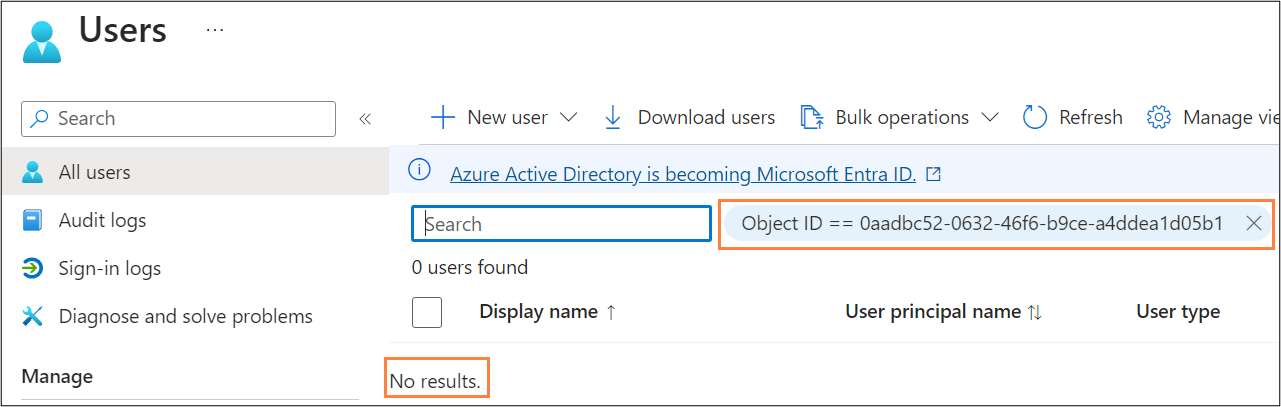 Users ...
Search «
New user Download users Bulk operations Refresh Manage vie
All users
Azure Active Directory is becoming Microsoft Entra ID.
Audit logs
Search Object ID == 0aadbc52-0632-46f6-b9ce-a4ddea1d05b1
Sign-in logs
0 users found
Diagnose and solve problems
Display name ↑ User principal name ↑↓ User type
Manage
No results.